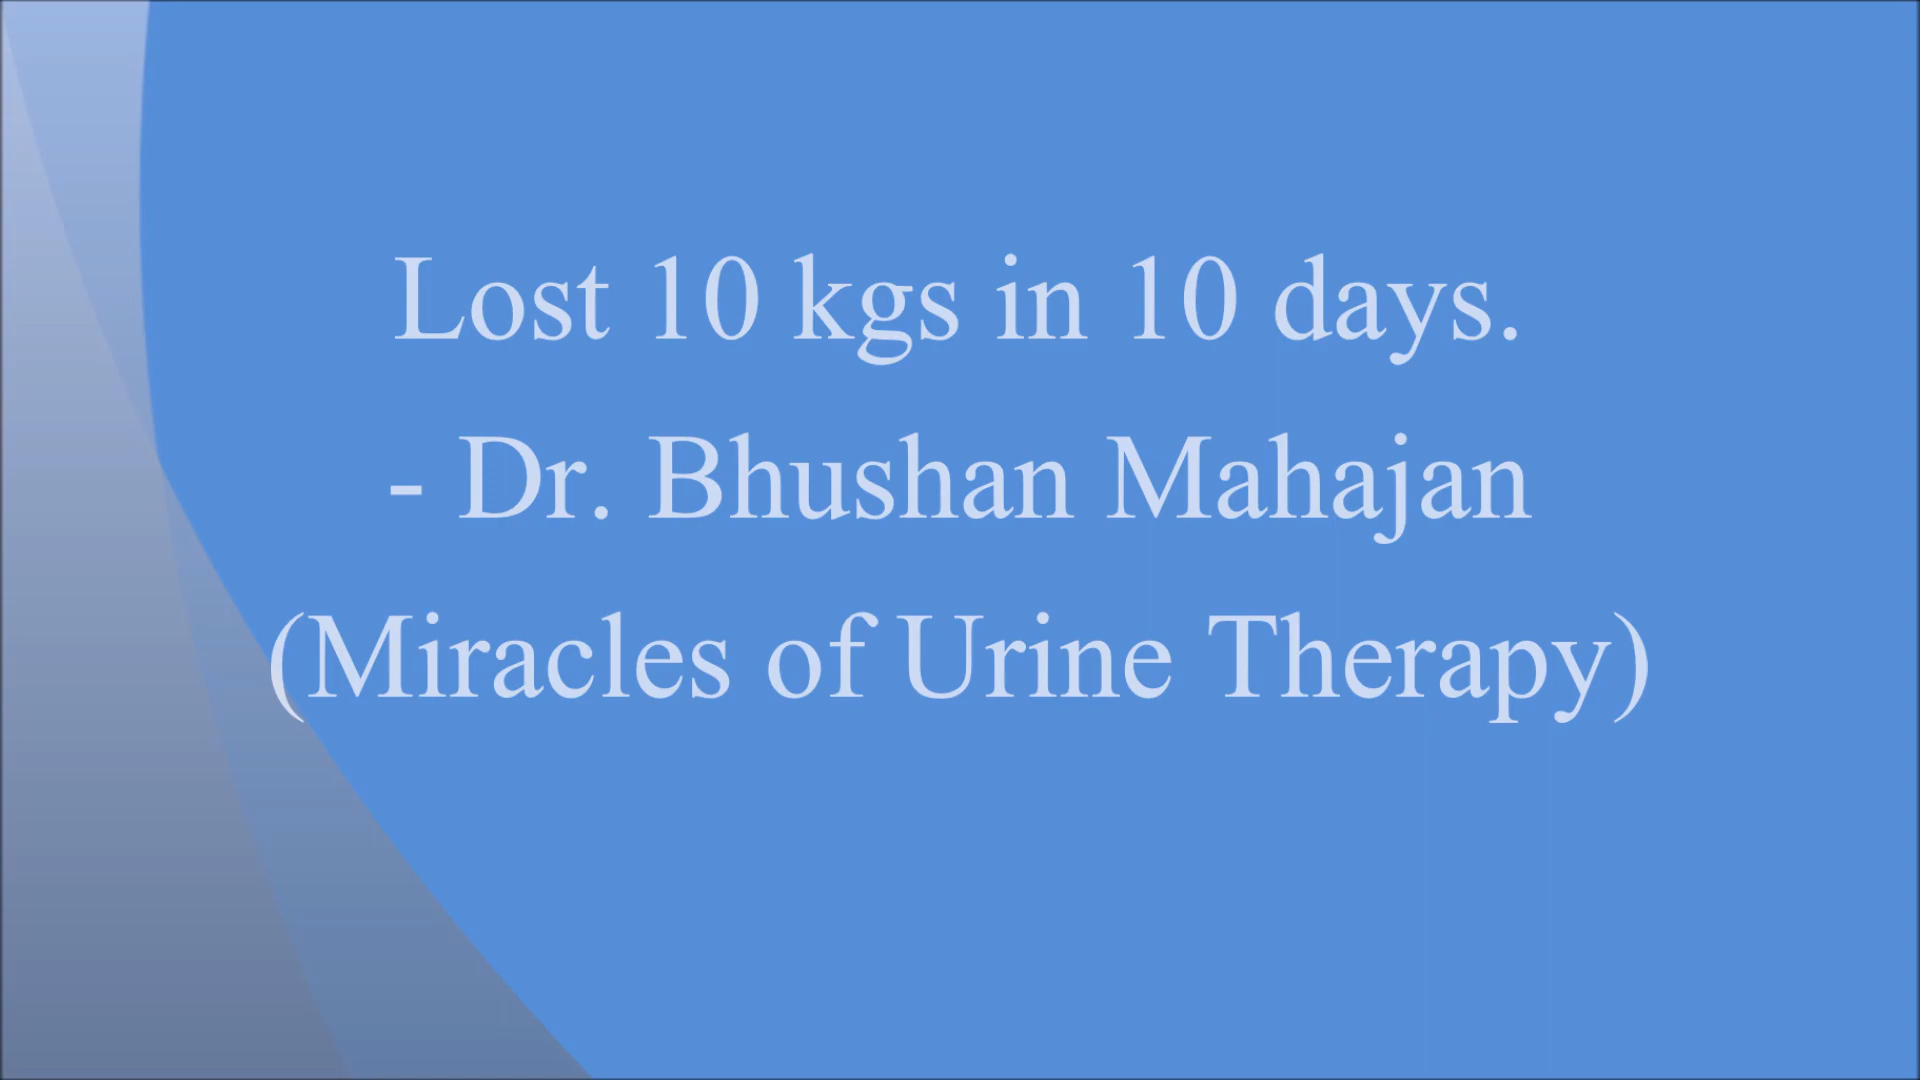 Lost 10 kgs in 10 days.
- Dr. Bhushan Mahajan
(Miracles of Urine Therapy)